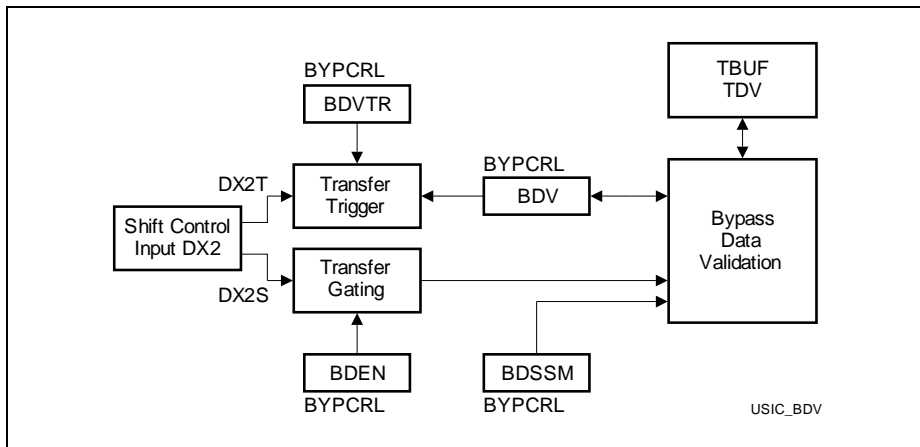 BYPCRL
BDVTR
TBUF
TDV
DX2T
Transfer
Trigger
BYPCRL
BDV
Shift Control
Input DX2
Bypass
Data
Validation
DX2S
Transfer
Gating
BDEN
BYPCRL
BDSSM
BYPCRL
USIC_BDV